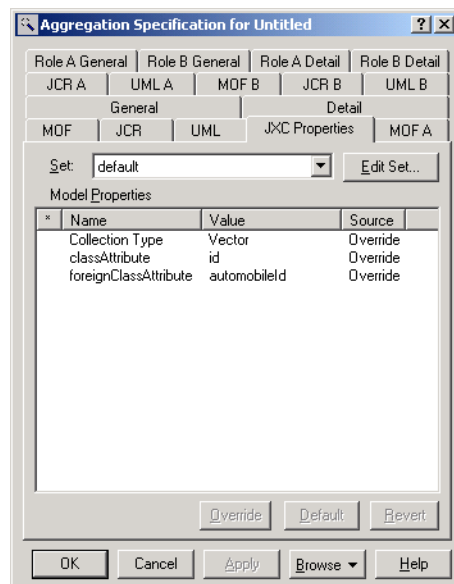 Aggregation Specification for Untitled
Role A General Role B General Role A Detail Role B Detail
JCR A UML A MOF B JCR B UML B
General Detail
MOF JCR UML JXC Properties MOF A
Set: default Edit Set...
Model Properties
* Name Value Source
Collection Type Vector Override
classAttribute id Override
foreignClassAttribute automobileId Override
Override Default Revert
OK Cancel Apply Browse Help